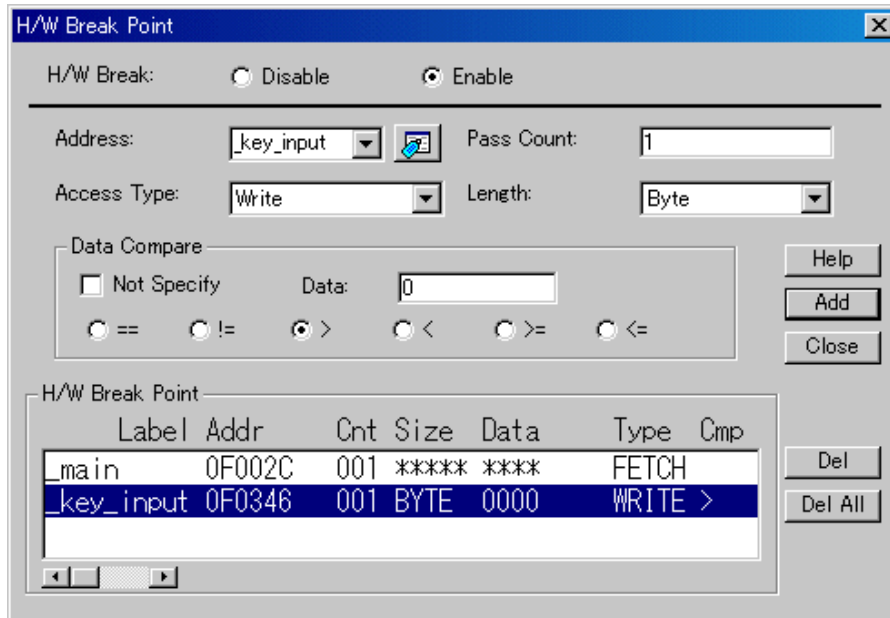 H/W Break Point
H/W Break: Disable Enable
Address: _key_input Pass Count: 1
Access Type: Write Length: Byte
Data Compare
Not Specify Data: 0
== != > < >= <=
Help
Add
Close
H/W Break Point
Label Addr Cnt Size Data Type Cmp
_main 0F002C 001 ***** **** FETCH
_key_input 0F0346 001 BYTE 0000 WRITE >
Del
Del All